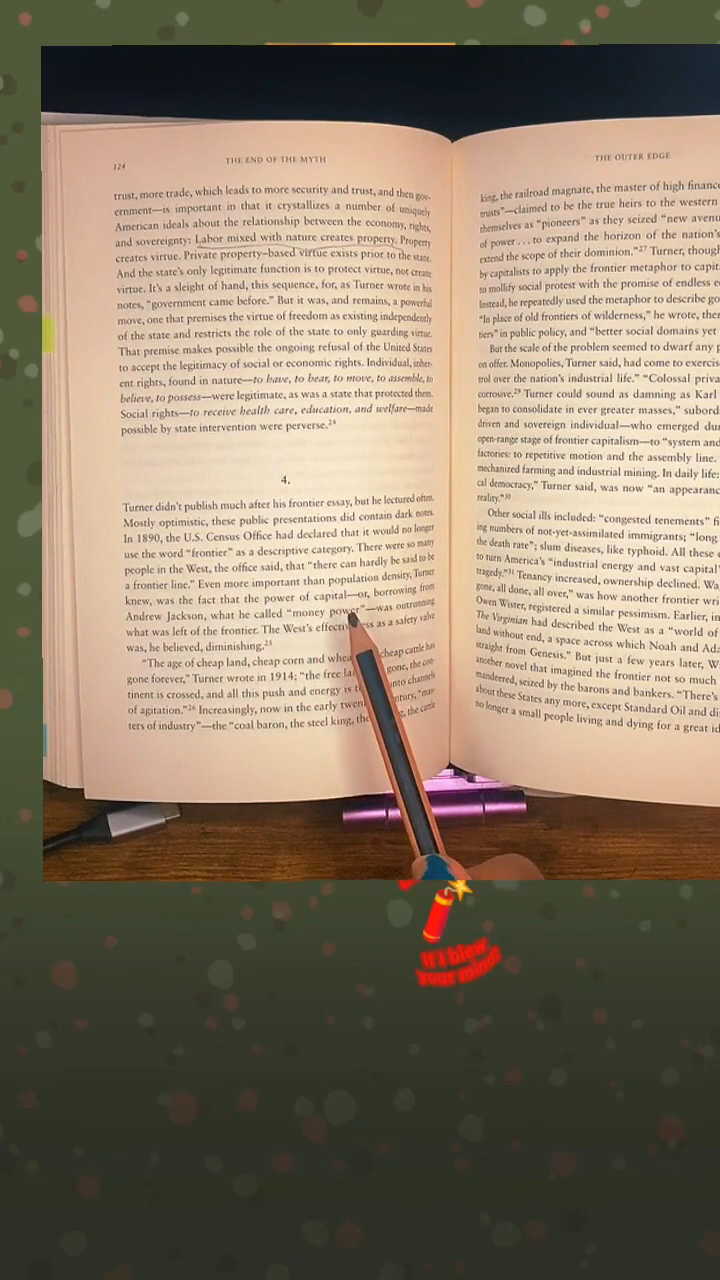 124
THE END OF THE MYTH
trust, more trade, which leads to more security and trust, and then gov-
ernment—is important in that it crystallizes a number of uniquely
American ideals about the relationship between the economy, rights,
and sovereignty: Labor mixed with nature creates property. Property
creates virtue. Private property–based virtue exists prior to the state.
And the state's only legitimate function is to protect virtue, not create
virtue. It's a sleight of hand, this sequence, for, as Turner wrote in his
notes, "government came before." But it was, and remains, a powerful
move, one that premises the virtue of freedom as existing independently
of the state and restricts the role of the state to only guarding virtue.
That premise makes possible the ongoing refusal of the United States
to accept the legitimacy of social or economic rights. Individual, inher-
ent rights, found in nature—to have, to bear, to move, to assemble, to
believe, to possess—were legitimate, as was a state that protected them.
Social rights—to receive health care, education, and welfare—made
possible by state intervention were perverse.24
4.
Turner didn't publish much after his frontier essay, but he lectured often.
Mostly optimistic, these public presentations did contain dark notes.
In 1890, the U.S. Census Office had declared that it would no longer
use the word "frontier" as a descriptive category. There were so many
people in the West, the office said, that "there can hardly be said to be
a frontier line." Even more important than population density, Turner
knew, was the fact that the power of capital—or, borrowing from
Andrew Jackson, what he called "money power"—was outrunning
what was left of the frontier. The West's as a safety valve
was, he believed, diminishing.25
"The age of cheap land, cheap corn and cheap cattle has
gone forever," Turner wrote in 1914; "the free gone, the con-
tinent is crossed, and all this push and energy is into channels
of agitation."26 Increasingly, now in the early
ters of industry"—the "coal baron, the steel king, the cattle
THE OUTER EDGE
king, the railroad magnate, the master of high finance
trusts"—claimed to be the true heirs to the western
themselves as "pioneers" as they seized "new avenu
of power . . . to expand the horizon of the nation's
extend the scope of their dominion."27 Turner, though
by capitalists to apply the frontier metaphor to capit
to mollify social protest with the promise of endless e
Instead, he repeatedly used the metaphor to describe go
"In place of old frontiers of wilderness," he wrote, ther
tiers" in public policy, and "better social domains yet
But the scale of the problem seemed to dwarf any p
on offer. Monopolies, Turner said, had come to exercis
trol over the nation's industrial life." "Colossal priva
corrosive.29 Turner could sound as damning as Karl
began to consolidate in ever greater masses," subord
driven and sovereign individual—who emerged du
open-range stage of frontier capitalism—to "system and
factories: to repetitive motion and the assembly line.
mechanized farming and industrial mining. In daily life:
cal democracy," Turner said, was now "an appearanc
reality."30
Other social ills included: "congested tenements" fi
ing numbers of not-yet-assimilated immigrants; "long
the death rate"; slum diseases, like typhoid. All these
to turn America's "industrial energy and vast capital
tragedy."31 Tenancy increased, ownership declined. Wa
gone, all done, all over," was how another frontier wri
Owen Wister, registered a similar pessimism. Earlier, in
The Virginian had described the West as a "world of
land without end, a space across which Noah and Ada
straight from Genesis." But just a few years later, W
another novel that imagined the frontier not so much
mandeered, seized by the barons and bankers. "There's
about these States any more, except Standard Oil and di
no longer a small people living and dying for a great id
If I blew
your mind!